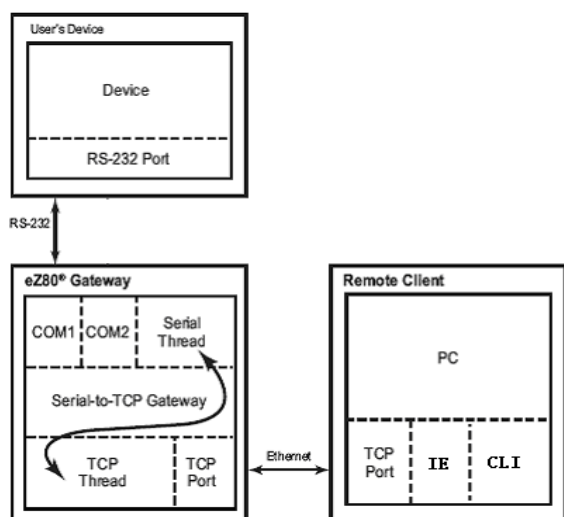 User's Device
Device
RS-232 Port
RS-232
eZ80® Gateway
COM1
COM2
Serial
Thread
Serial-to-TCP Gateway
TCP
Thread
TCP
Port
Ethernet
Remote Client
PC
TCP
Port
IE
CLI